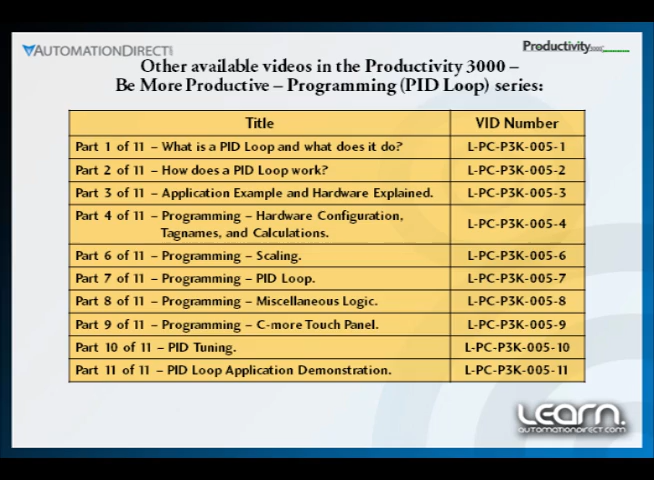 AUTOMATIONDIRECT
Productivity
Other available videos in the Productivity 3000 –
Be More Productive – Programming (PID Loop) series:
Title VID Number
Part 1 of 11 – What is a PID Loop and what does it do? L-PC-P3K-005-1
Part 2 of 11 – How does a PID Loop work? L-PC-P3K-005-2
Part 3 of 11 – Application Example and Hardware Explained. L-PC-P3K-005-3
Part 4 of 11 – Programming – Hardware Configuration,
Tagnames, and Calculations. L-PC-P3K-005-4
Part 6 of 11 – Programming – Scaling. L-PC-P3K-005-6
Part 7 of 11 – Programming – PID Loop. L-PC-P3K-005-7
Part 8 of 11 – Programming – Miscellaneous Logic. L-PC-P3K-005-8
Part 9 of 11 – Programming – C-more Touch Panel. L-PC-P3K-005-9
Part 10 of 11 – PID Tuning. L-PC-P3K-005-10
Part 11 of 11 – PID Loop Application Demonstration. L-PC-P3K-005-11
Learn.
automationdirect.com